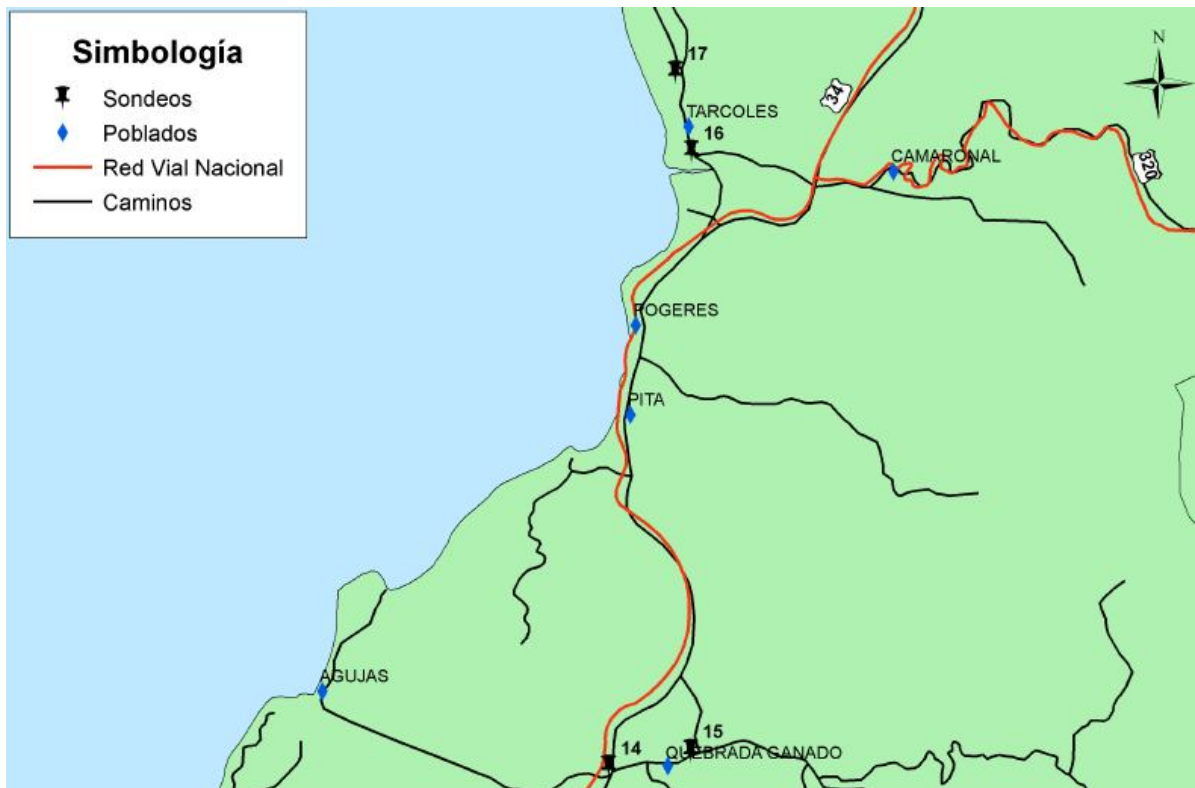 Simbología
Sondeos
Poblados
Red Vial Nacional
Caminos
17
N
34
TARCOLES
16
CAMARONAL
320
POGERES
PITA
AGUJAS
14
15
QUEBRADA GANADO